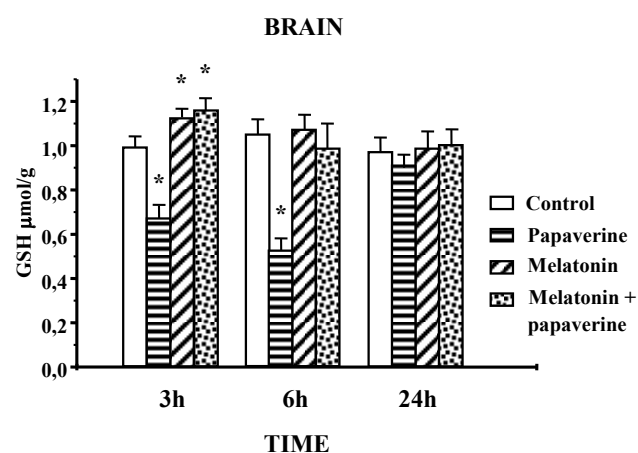 BRAIN
GSH μmol/g
1,2
1,0
0,8
0,6
0,4
0,2
0,0
* *
*
*
3h 6h 24h
TIME
Control
Papaverine
Melatonin
Melatonin +
papaverine